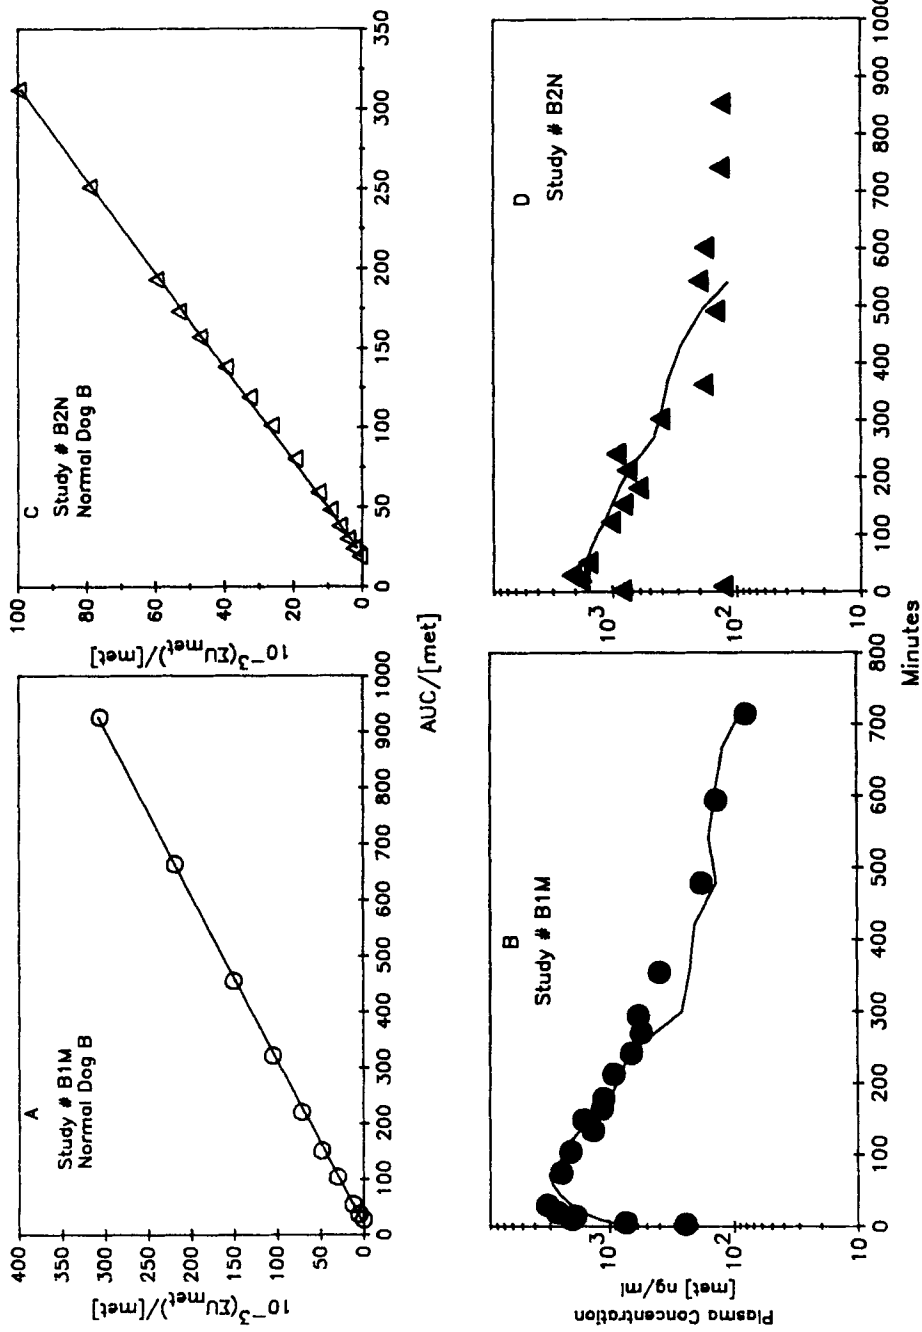 A
Study # B1M
Normal Dog B
10⁻³(ΣU_met)/[met]
400
350
300
250
200
150
100
50
0
0 100 200 300 400 500 600 700 800 900 1000
C
Study # B2N
Normal Dog B
10⁻³(ΣU_met)/[met]
100
80
60
40
20
0
0 50 100 150 200 250 300 350
AUC/[met]
B
Study # B1M
Plasma Concentration
[met] ng/ml
10³
10²
10
0 100 200 300 400 500 600 700 800
D
Study # B2N
10³
10²
10
0 100 200 300 400 500 600 700 800 900 1000
Minutes